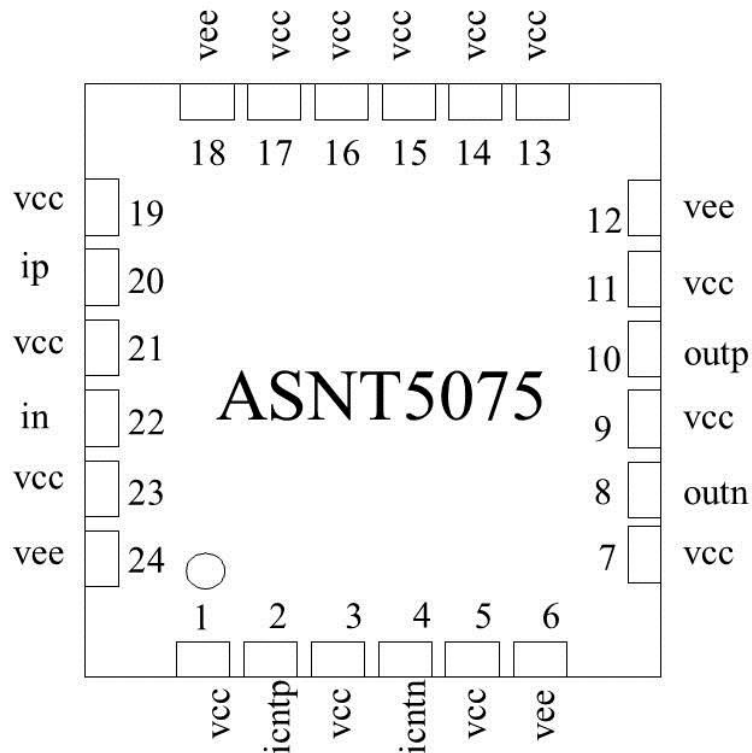 vee vcc vcc vcc vcc vcc
18 17 16 15 14 13
vcc 19 12 vee
ip 20 11 vcc
vcc 21 10 outp
ASNT5075
in 22 9 vcc
vcc 23 8 outn
vee 24 7 vcc
1 2 3 4 5 6
vcc icntp vcc icntn vcc vee